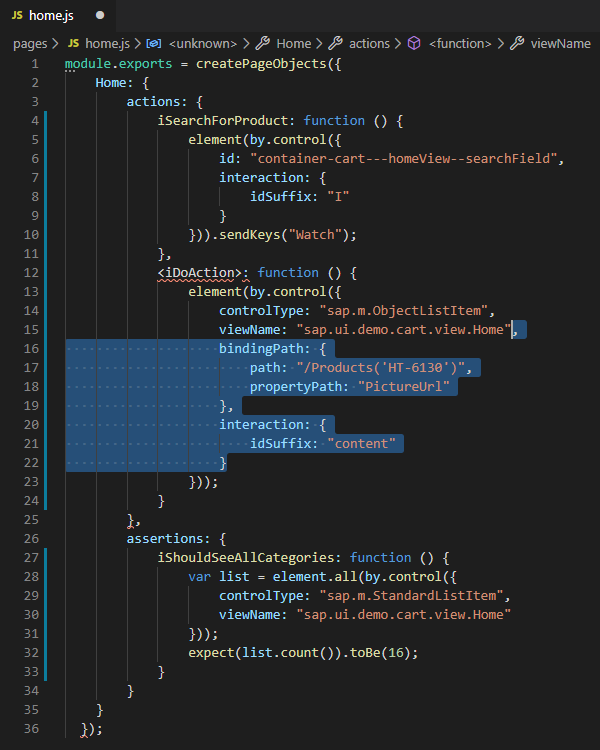 JS home.js
pages > JS home.js > <unknown> > Home > actions > <function> > viewName
1 module.exports = createPageObjects({
2 Home: {
3 actions: {
4 iSearchForProduct: function () {
5 element(by.control({
6 id: "container-cart---homeView--searchField",
7 interaction: {
8 idSuffix: "I"
9 }
10 })).sendKeys("Watch");
11 },
12 <iDoAction>: function () {
13 element(by.control({
14 controlType: "sap.m.ObjectListItem",
15 viewName: "sap.ui.demo.cart.view.Home",
16 bindingPath: {
17 path: "/Products('HT-6130')",
18 propertyPath: "PictureUrl"
19 },
20 interaction: {
21 idSuffix: "content"
22 }
23 }));
24 }
25 },
26 assertions: {
27 iShouldSeeAllCategories: function () {
28 var list = element.all(by.control({
29 controlType: "sap.m.StandardListItem",
30 viewName: "sap.ui.demo.cart.view.Home"
31 }));
32 expect(list.count()).toBe(16);
33 }
34 }
35 }
36 });